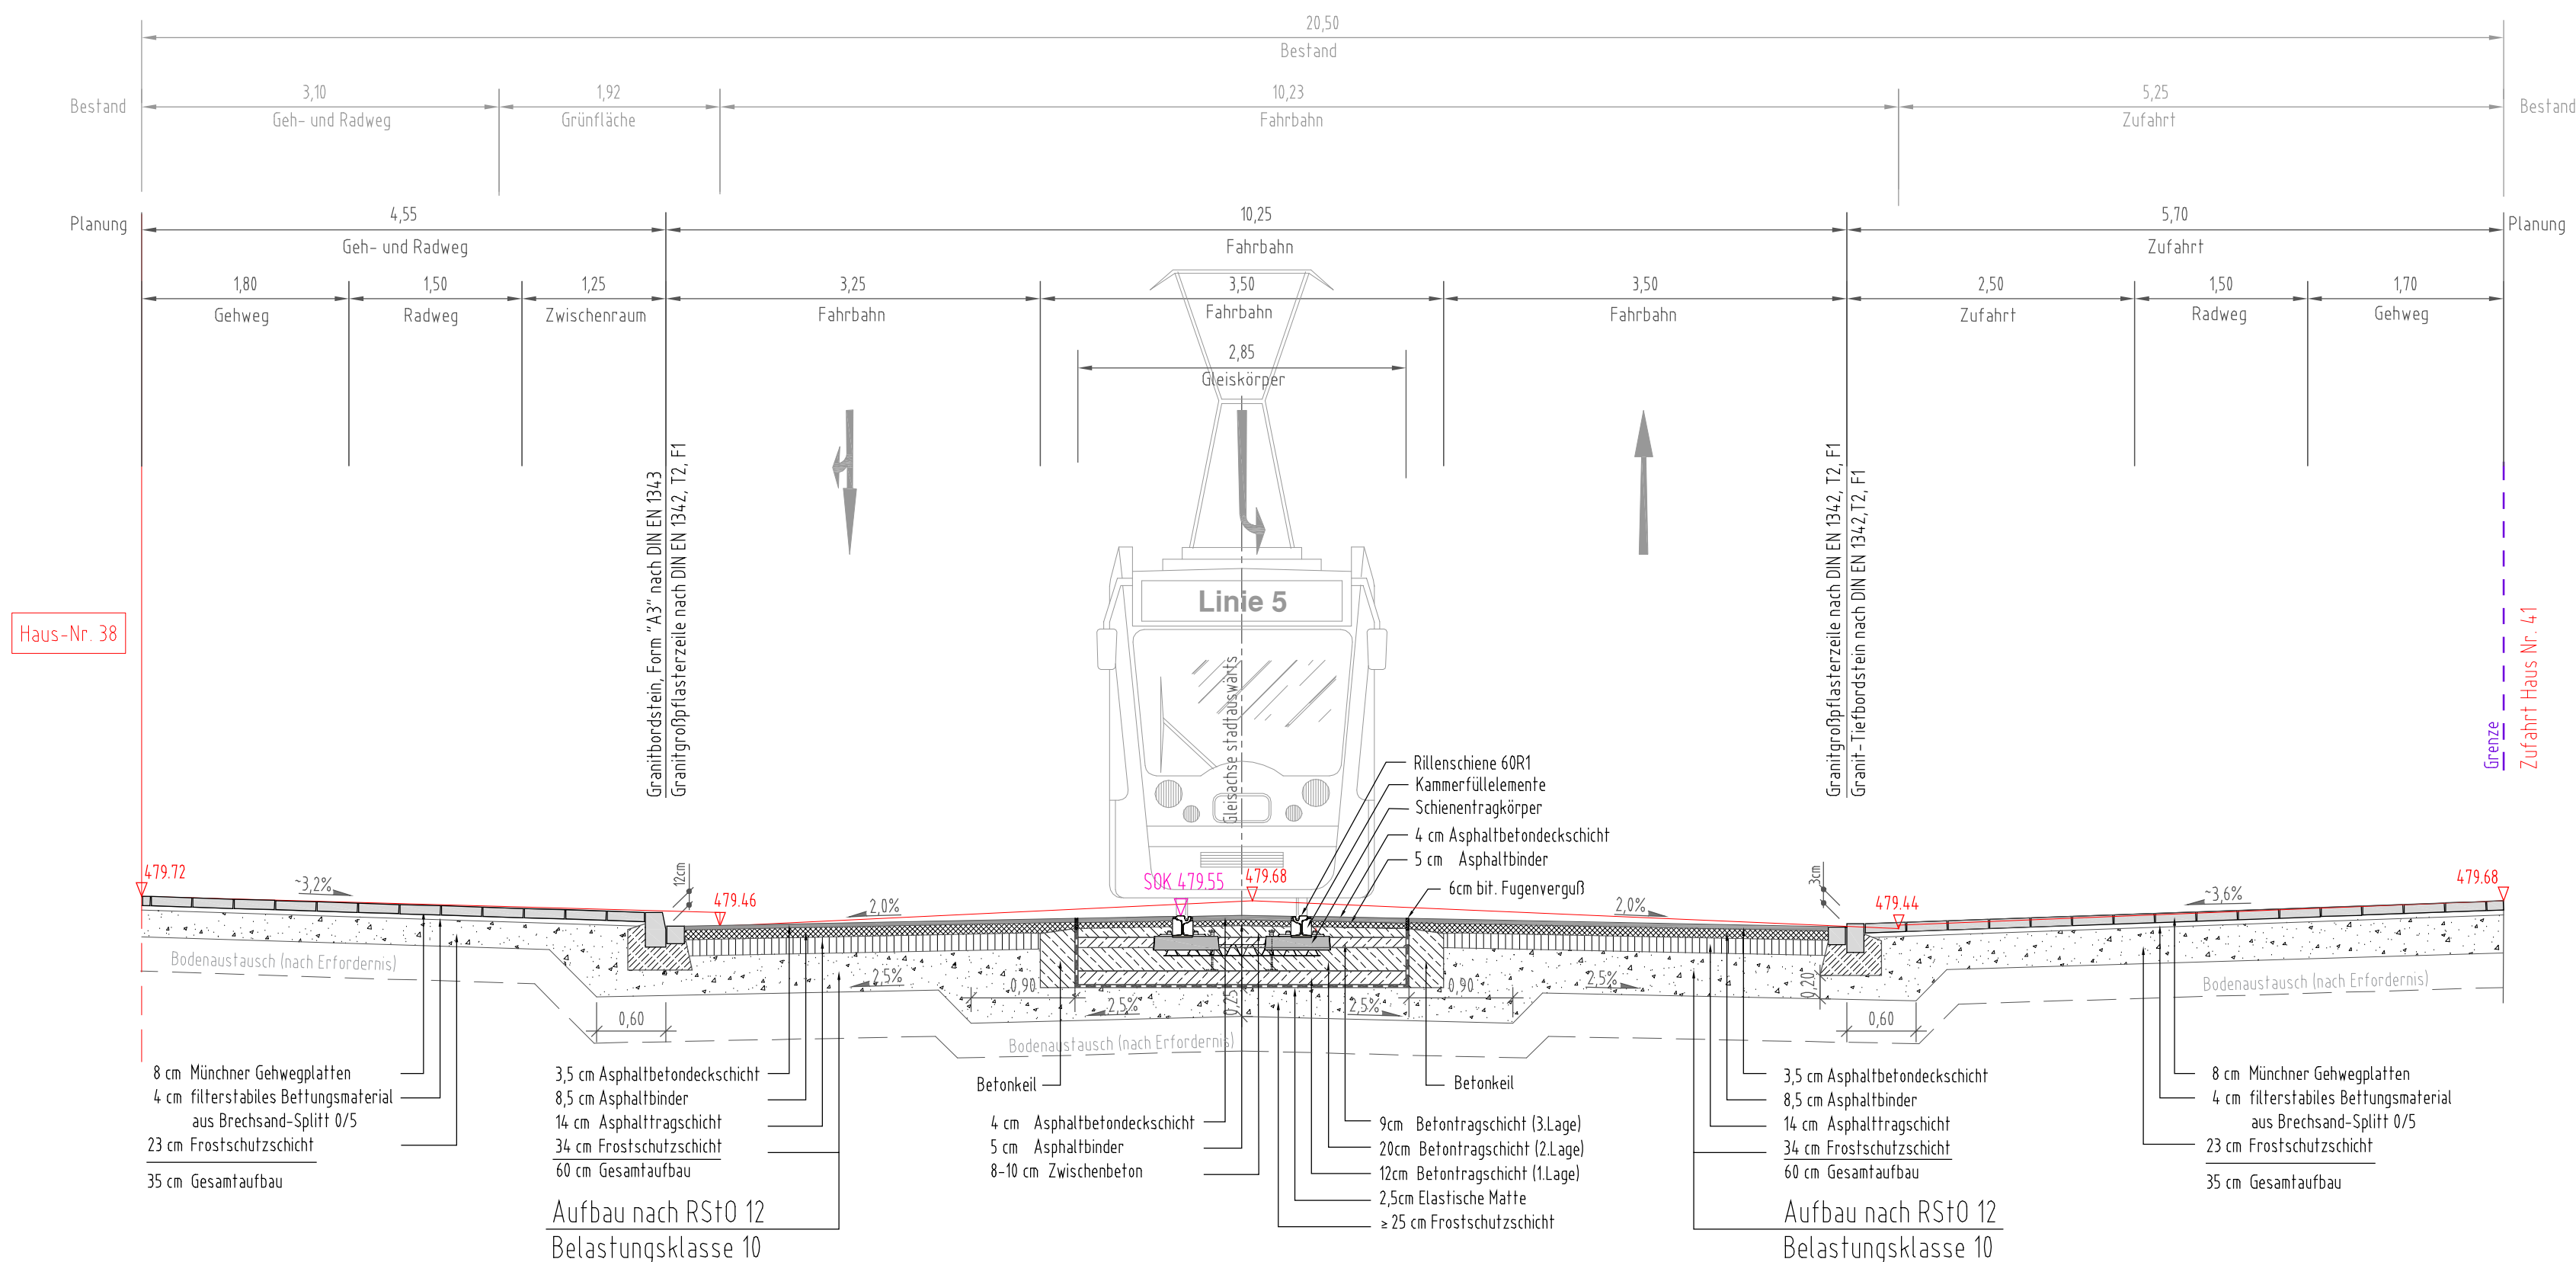 20,50
Bestand
Bestand
3,10
Geh- und Radweg
1,92
Grünfläche
10,23
Fahrbahn
5,25
Zufahrt
Bestand
Planung
4,55
Geh- und Radweg
10,25
Fahrbahn
5,70
Zufahrt
Planung
1,80
Gehweg
1,50
Radweg
1,25
Zwischenraum
3,25
Fahrbahn
3,50
Fahrbahn
3,50
Fahrbahn
2,50
Zufahrt
1,50
Radweg
1,70
Gehweg
2,85
Gleiskörper
Granitbordstein, Form "A3" nach DIN EN 1343
Granitgroßpflasterzeile nach DIN EN 1342, T2, F1
Granitgroßpflasterzeile nach DIN EN 1342, T2, F1
Granit-Tiefbordstein nach DIN EN 1342,T2, F1
Haus-Nr. 38
Linie 5
Gleisachse stadtauswärts
Grenze
Zufahrt Haus Nr. 41
Rillenschiene 60R1
Kammerfüllelemente
Schienentragkörper
4 cm Asphaltbetondeckschicht
5 cm Asphaltbinder
6cm bit. Fugenverguß
479.72
~3,2%
12cm
479.46
2,0%
SOK 479.55
479.68
2,0%
3cm
479.44
~3,6%
479.68
Bodenaustausch (nach Erfordernis)
2,5%
0,90
2,5%
0,25
2,5%
0,90
2,5%
0,20
Bodenaustausch (nach Erfordernis)
0,60
Bodenaustausch (nach Erfordernis)
0,60
8 cm Münchner Gehwegplatten
4 cm filterstabiles Bettungsmaterial
aus Brechsand-Splitt 0/5
23 cm Frostschutzschicht
35 cm Gesamtaufbau
3,5 cm Asphaltbetondeckschicht
8,5 cm Asphaltbinder
14 cm Asphalttragschicht
34 cm Frostschutzschicht
60 cm Gesamtaufbau
Aufbau nach RStO 12
Belastungsklasse 10
Betonkeil
4 cm Asphaltbetondeckschicht
5 cm Asphaltbinder
8-10 cm Zwischenbeton
Betonkeil
9cm Betontragschicht (3.Lage)
20cm Betontragschicht (2.Lage)
12cm Betontragschicht (1.Lage)
2,5cm Elastische Matte
≥ 25 cm Frostschutzschicht
3,5 cm Asphaltbetondeckschicht
8,5 cm Asphaltbinder
14 cm Asphalttragschicht
34 cm Frostschutzschicht
60 cm Gesamtaufbau
Aufbau nach RStO 12
Belastungsklasse 10
8 cm Münchner Gehwegplatten
4 cm filterstabiles Bettungsmaterial
aus Brechsand-Splitt 0/5
23 cm Frostschutzschicht
35 cm Gesamtaufbau